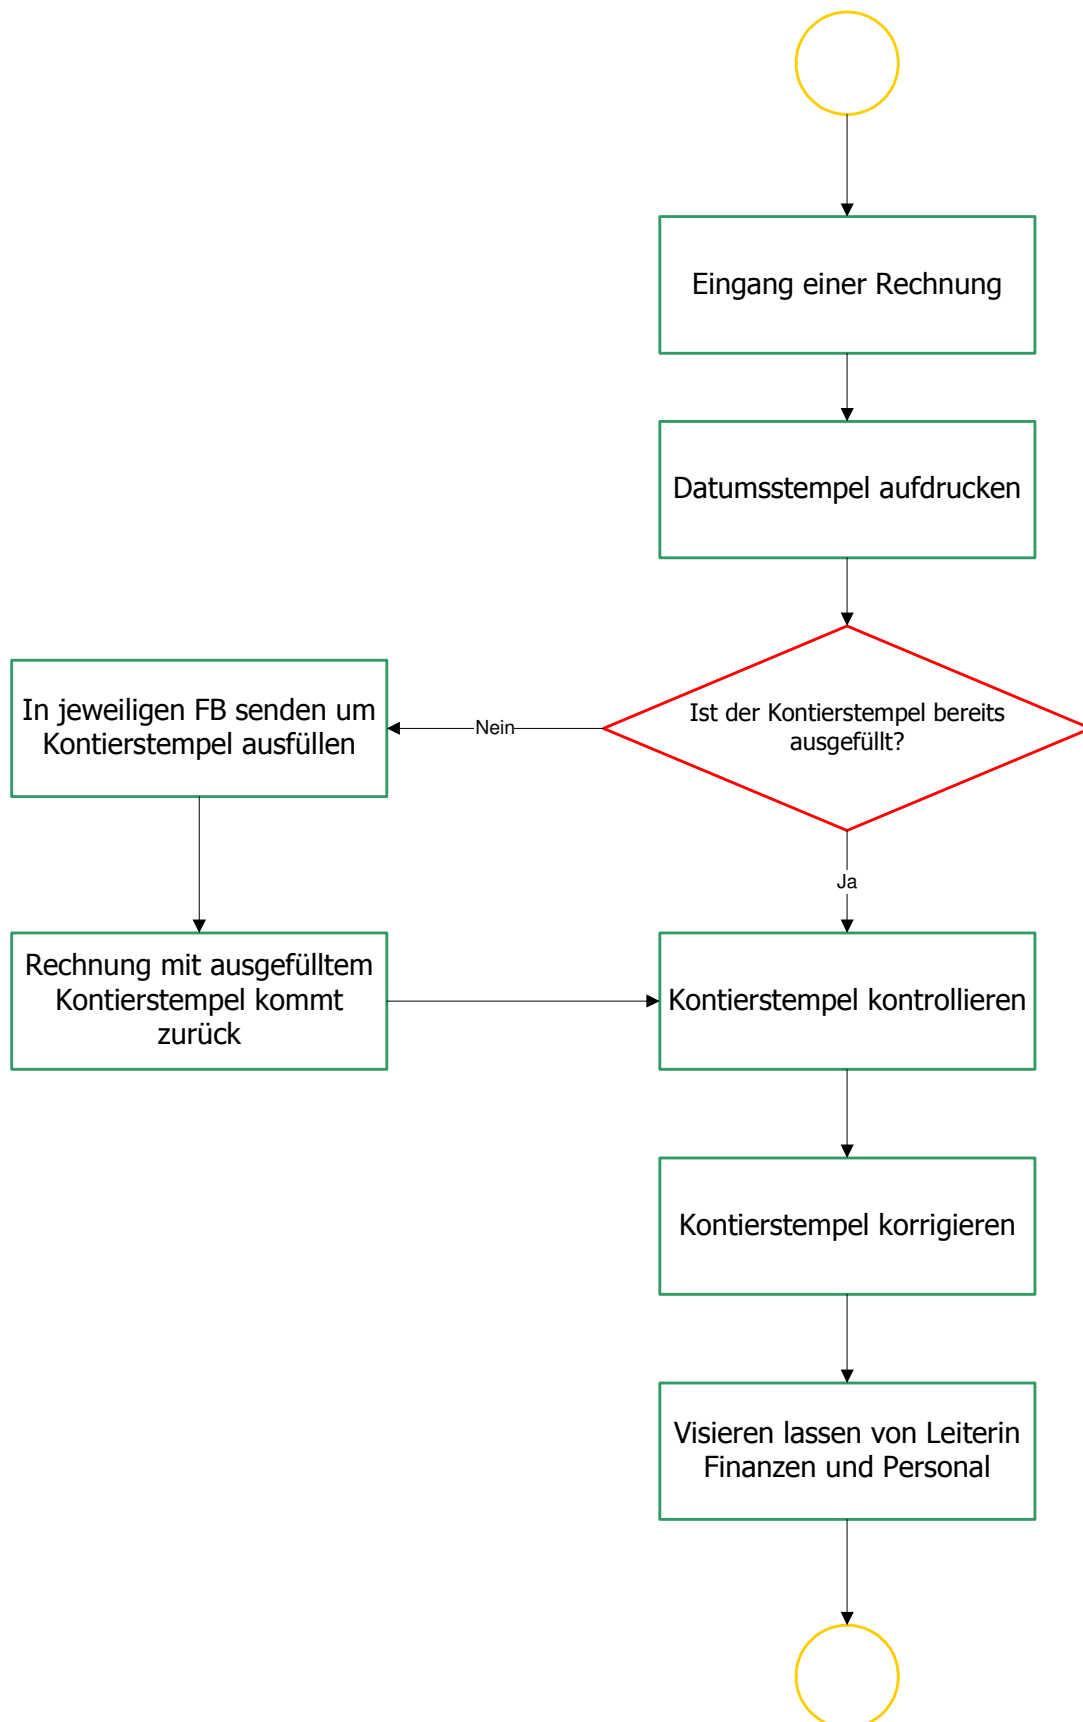 Eingang einer Rechnung
Datumsstempel aufdrucken
Ist der Kontierstempel bereits
ausgefüllt?
Nein
In jeweiligen FB senden um
Kontierstempel ausfüllen
Ja
Rechnung mit ausgefülltem
Kontierstempel kommt
zurück
Kontierstempel kontrollieren
Kontierstempel korrigieren
Visieren lassen von Leiterin
Finanzen und Personal